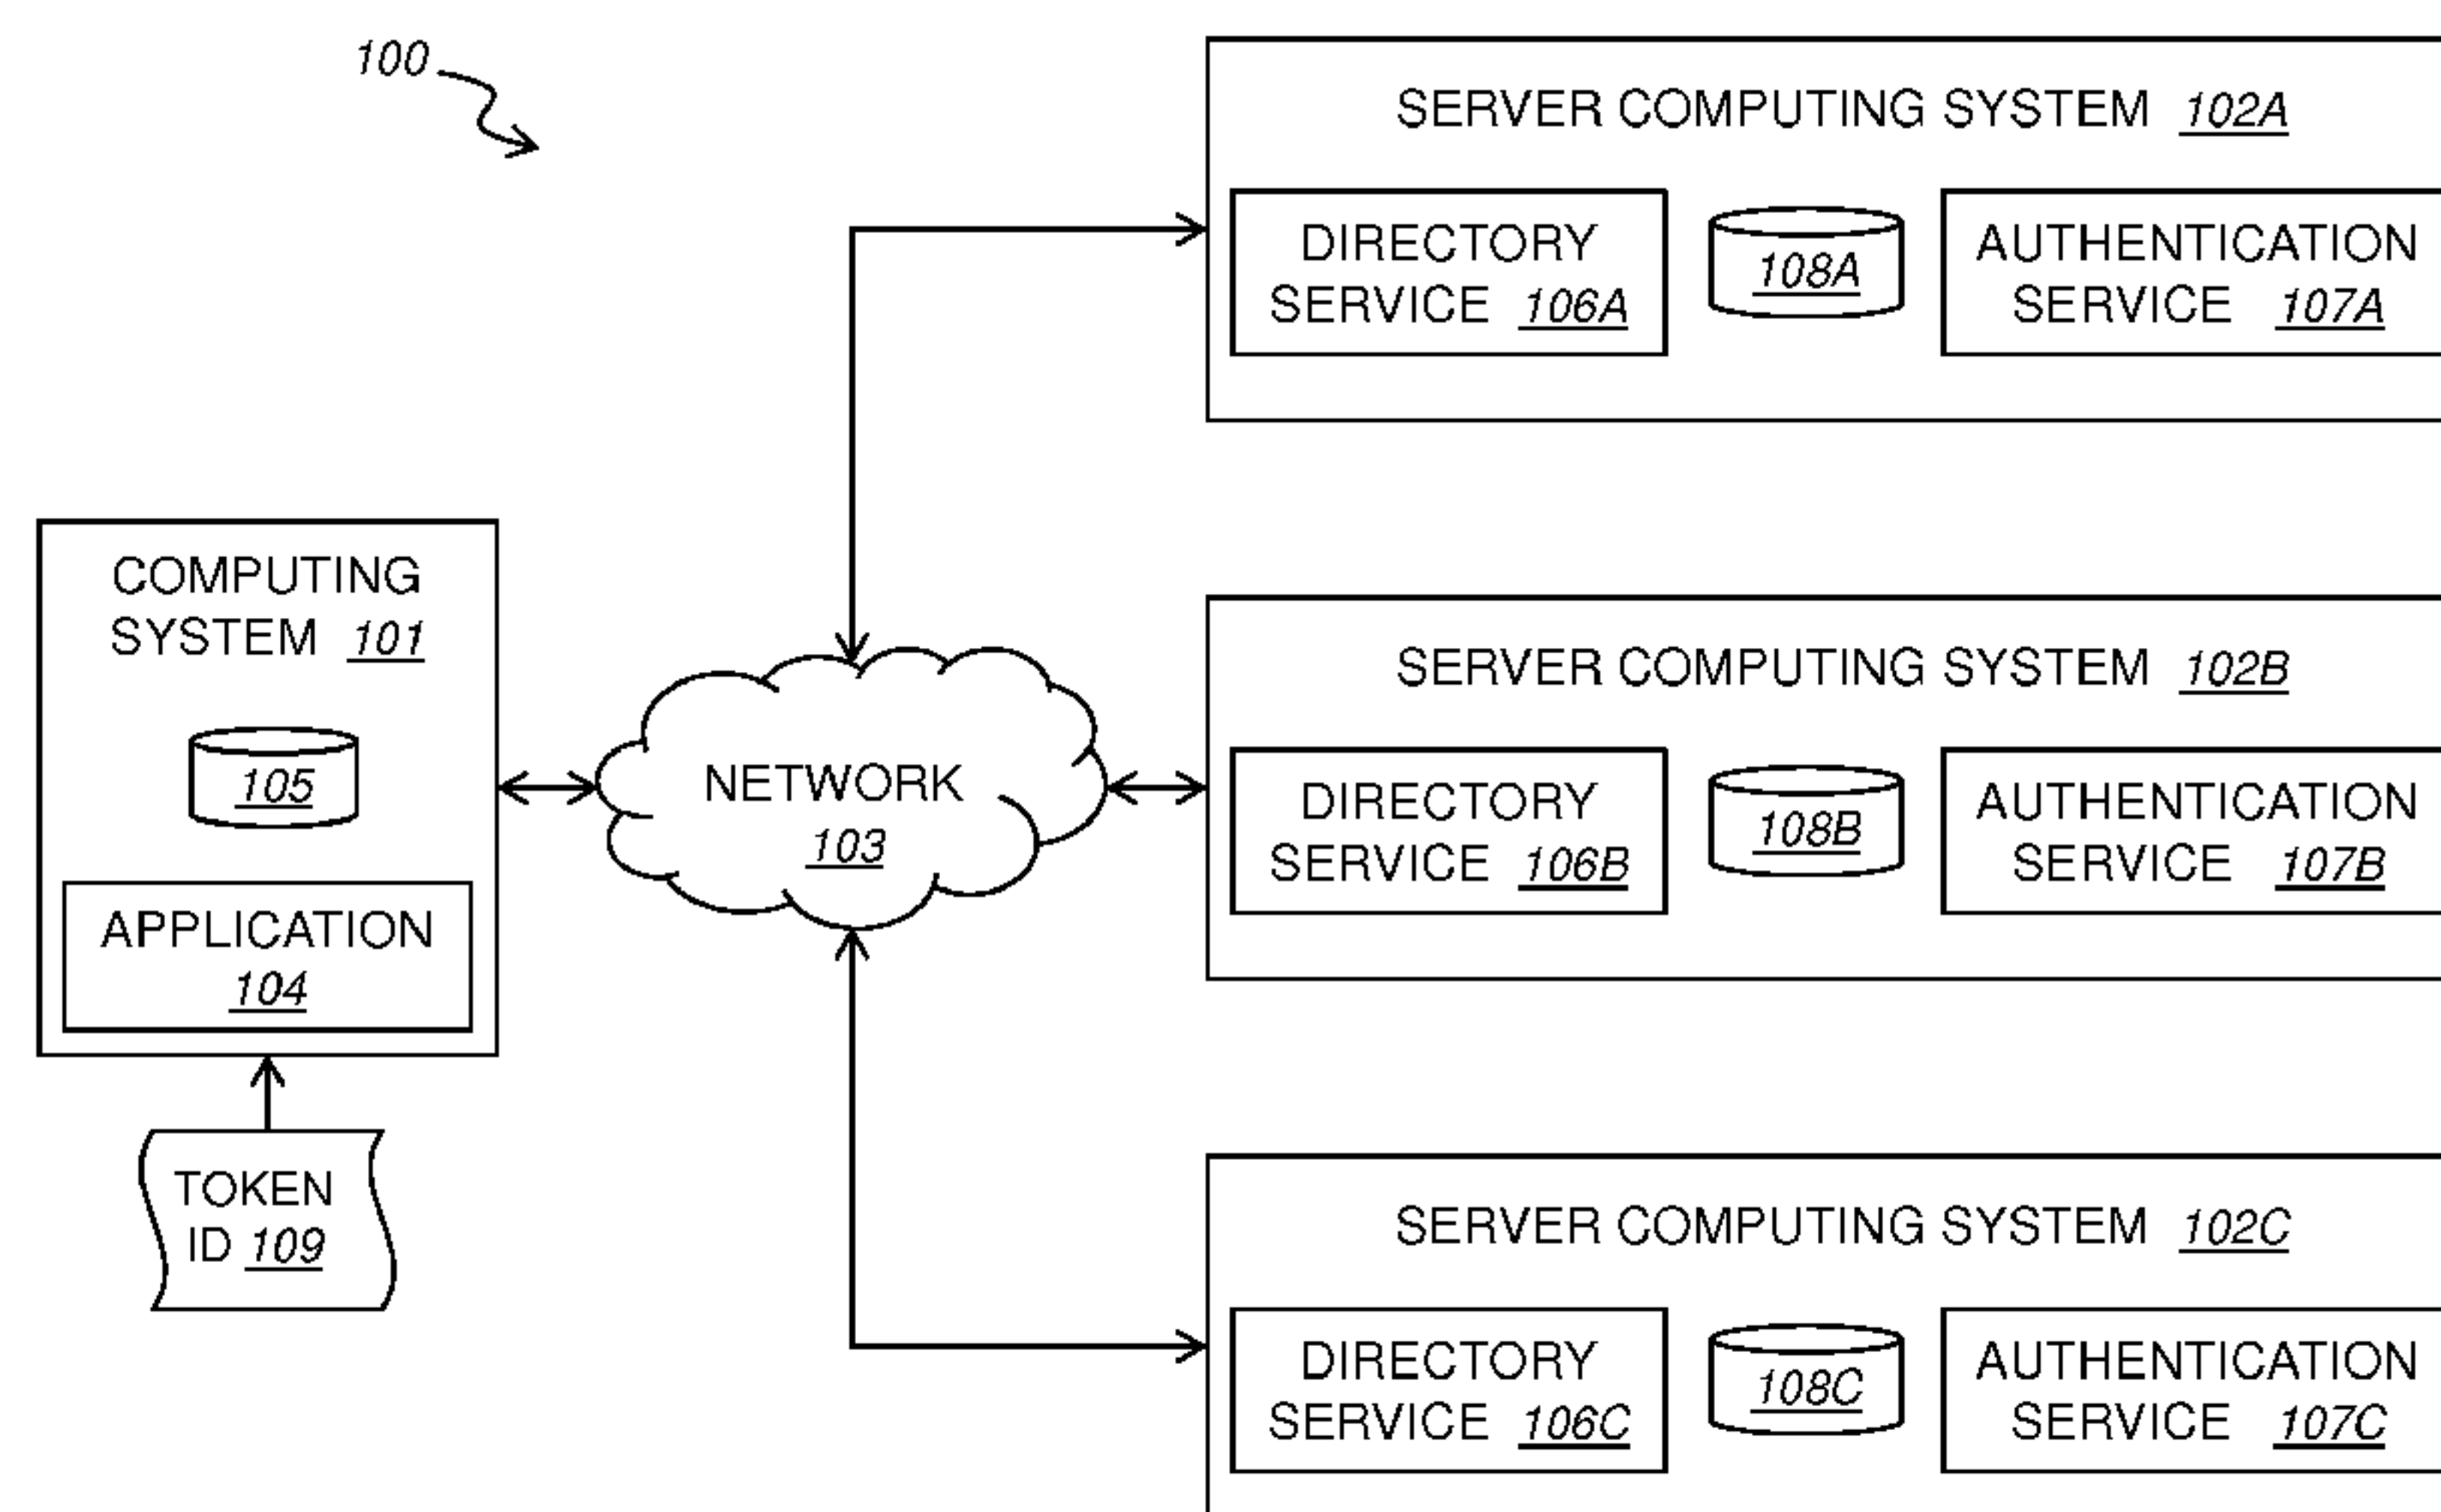 100
SERVER COMPUTING SYSTEM 102A
DIRECTORY
SERVICE 106A
108A
AUTHENTICATION
SERVICE 107A
COMPUTING
SYSTEM 101
105
APPLICATION
104
TOKEN
ID 109
NETWORK
103
SERVER COMPUTING SYSTEM 102B
DIRECTORY
SERVICE 106B
108B
AUTHENTICATION
SERVICE 107B
SERVER COMPUTING SYSTEM 102C
DIRECTORY
SERVICE 106C
108C
AUTHENTICATION
SERVICE 107C